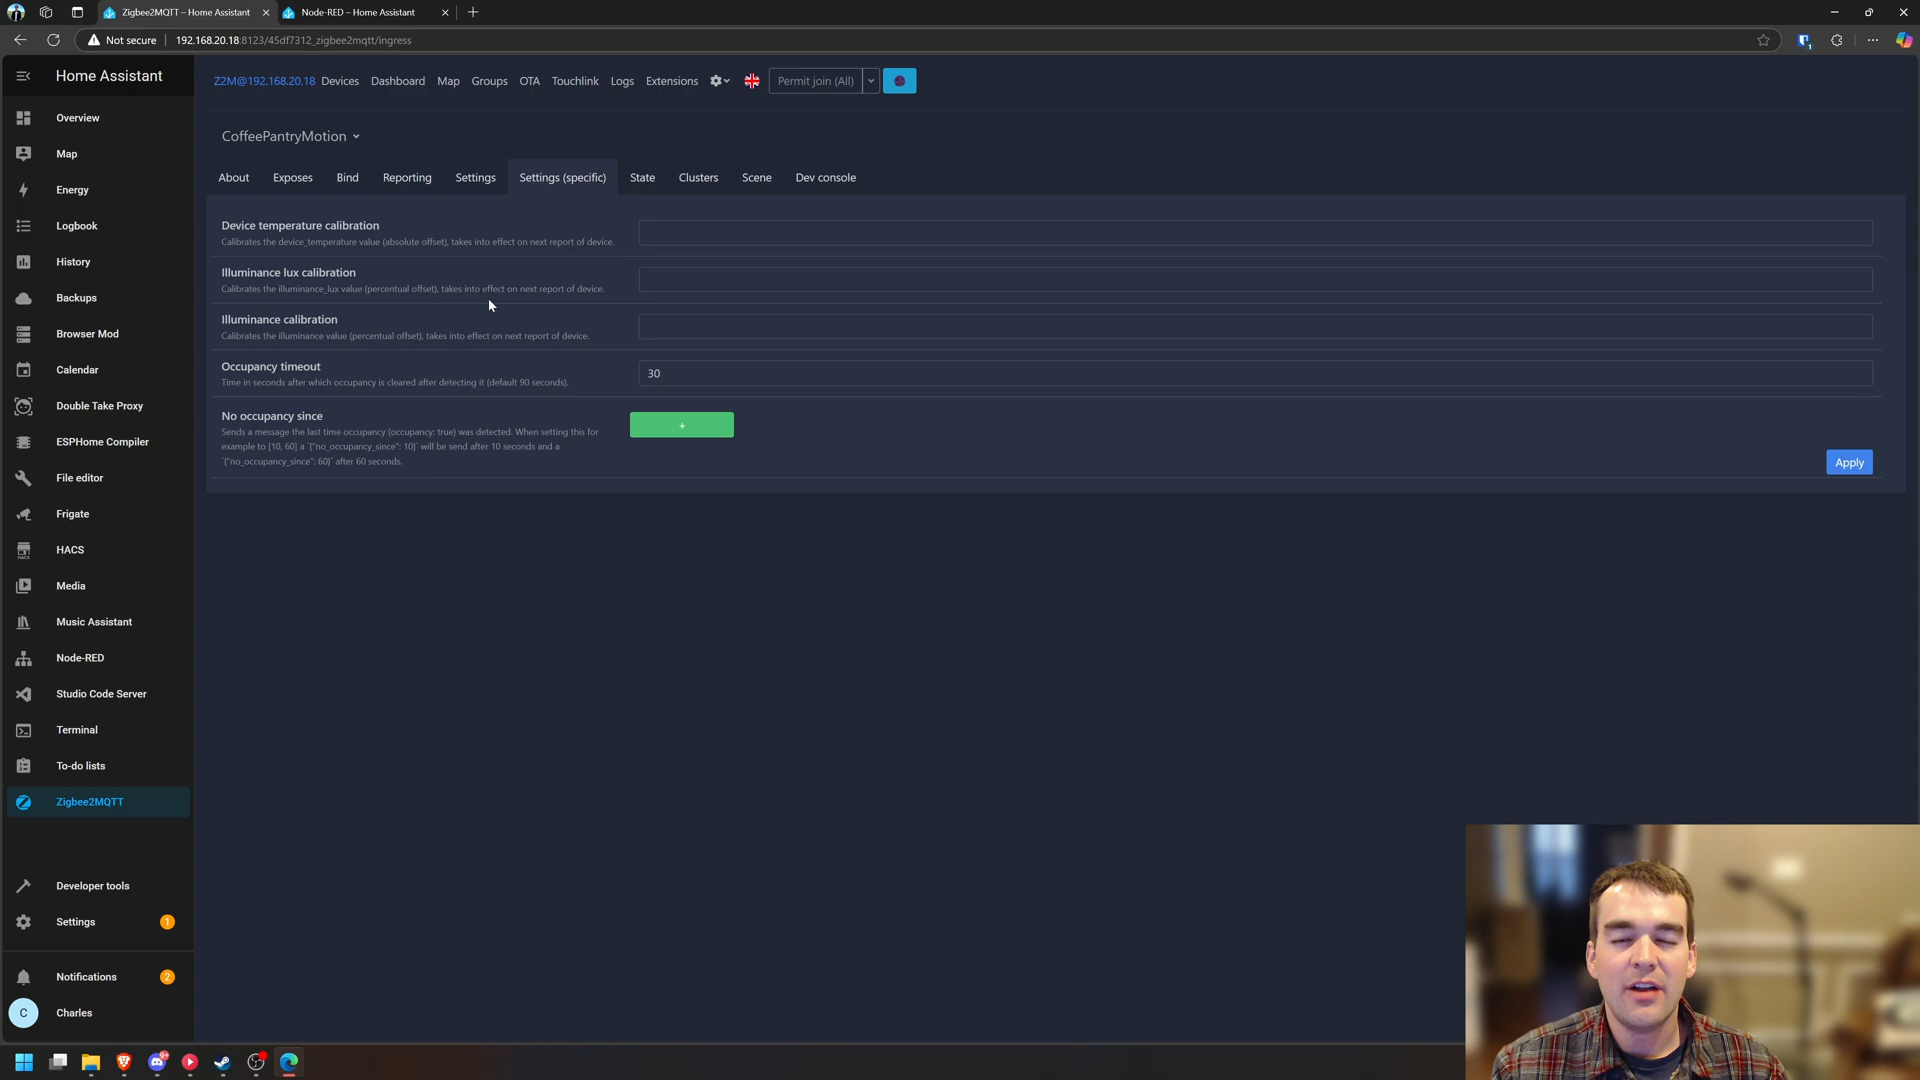 Zigbee2MQTT – Home Assistant
Node-RED – Home Assistant
Not secure
192.168.20.18:8123/45df7312_zigbee2mqtt/ingress
Home Assistant
Z2M@192.168.20.18 Devices Dashboard Map Groups OTA Touchlink Logs Extensions
Permit join (All)
CoffeePantryMotion
About Exposes Bind Reporting Settings Settings (specific) State Clusters Scene Dev console
Device temperature calibration
Calibrates the device_temperature value (absolute offset), takes into effect on next report of device.
Illuminance lux calibration
Calibrates the illuminance_lux value (percentual offset), takes into effect on next report of device.
Illuminance calibration
Calibrates the illuminance value (percentual offset), takes into effect on next report of device.
Occupancy timeout
Time in seconds after which occupancy is cleared after detecting it (default 90 seconds).
30
No occupancy since
Sends a message the last time occupancy (occupancy: true) was detected. When setting this for
example to [10, 60] a `{"no_occupancy_since": 10}` will be send after 10 seconds and a
`{"no_occupancy_since": 60}` after 60 seconds.
+
Apply
Overview
Map
Energy
Logbook
History
Backups
Browser Mod
Calendar
Double Take Proxy
ESPHome Compiler
File editor
Frigate
HACS
Media
Music Assistant
Node-RED
Studio Code Server
Terminal
To-do lists
Zigbee2MQTT
Developer tools
Settings 1
Notifications 2
C Charles